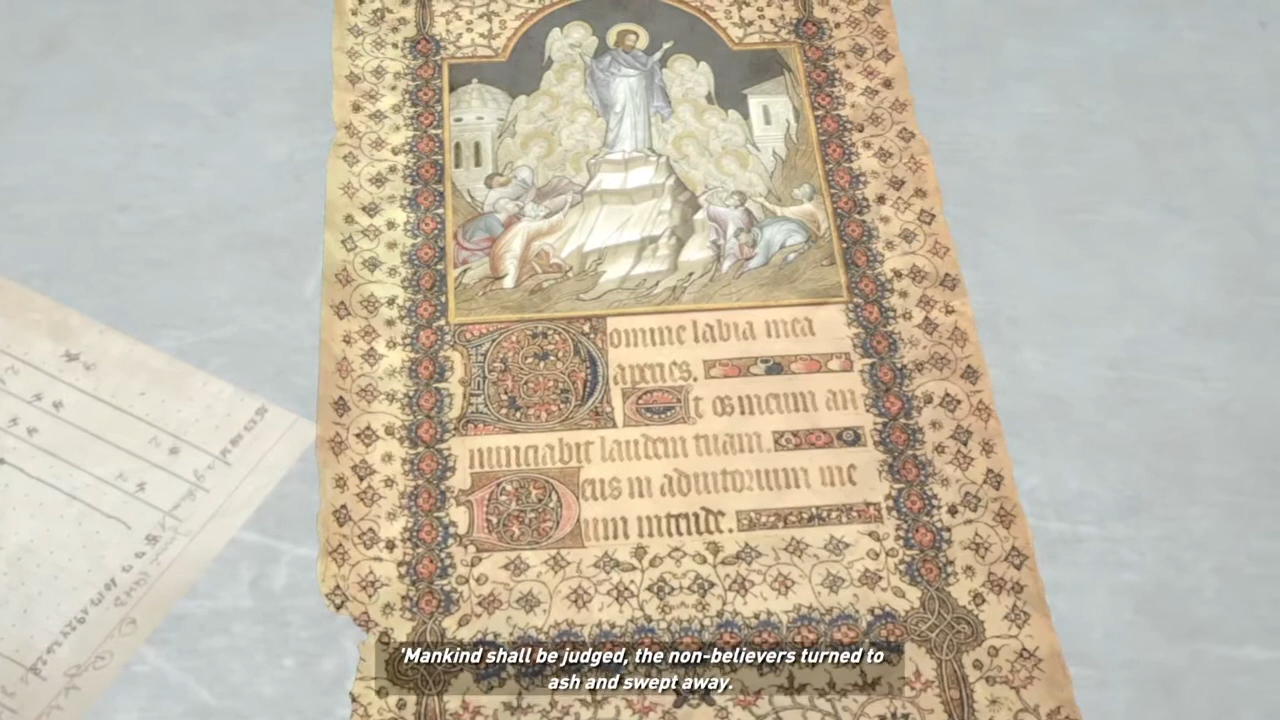 Domine labia mea
aperies.
Et os meum an
nunciabit laudem tuam.
Deus in adiutorium me
um intende.
'Mankind shall be judged, the non-believers turned to
ash and swept away.